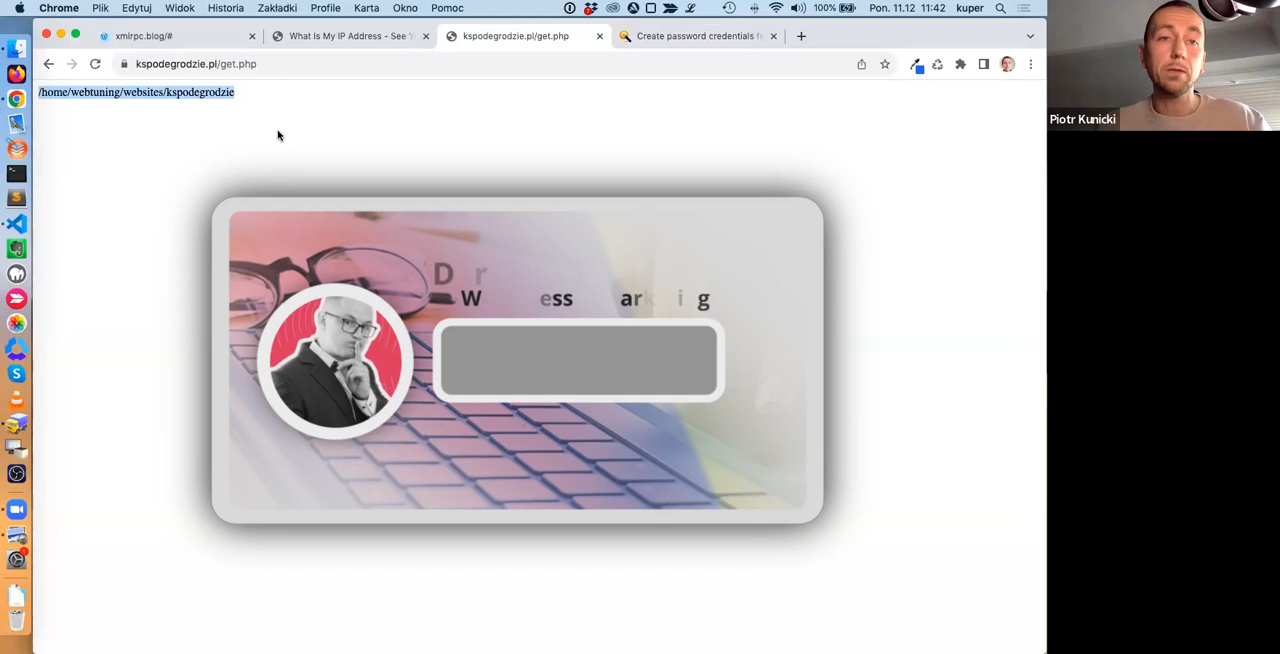 Chrome Plik Edytuj Widok Historia Zakładki Profile Karta Okno Pomoc 100% Pon. 11.12 11:42 kuper
xmlrpc.blog/# What Is My IP Address - See kspodegrodzie.pl/get.php Create password credentials
kspodegrodzie.pl/get.php
/home/webtuning/websites/kspodegrodzie
Piotr Kunicki
D r
W ess ark i g